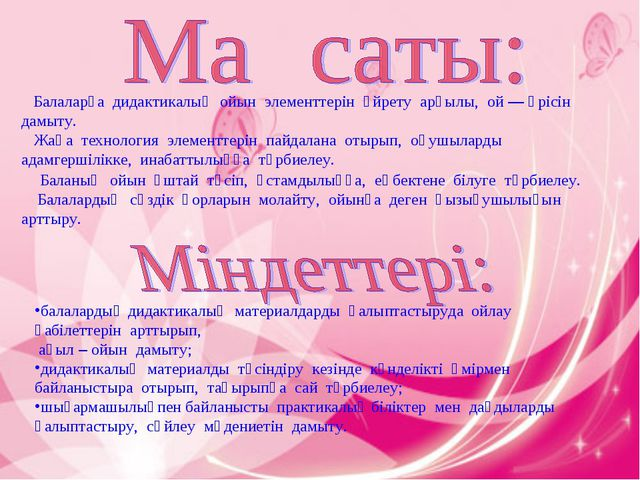 Ма□саты:
Балалар□а дидактикалы□ ойын элементтерін □йрету ар□ылы, ой — □рісін
дамыту.
Жа□а технология элементтерін пайдалана отырып, о□ушыларды
адамгершілікке, инабаттылы□□а т□рбиелеу.
Балаthe□ ойын □штай т□сіп, □стамдылы□□а, е□бектене білуге т□рбиелеу.
Балаларды□ с□здік □орларын молайту, ойын□а деген □ызы□ушылы□ын
арттыру.
Міндеттері:
•балаларды□ дидактикалы□ материалдарды □алыптастыруда ойлау
□абілеттерін арттырып,
а□ыл – ойын дамыту;
•дидактикалы□ материалды т□сіндіру кезінде к□нделікті □мірмен
байланыстыра отырып, та□ырып□а сай т□рбиелеу;
•шы□армашылы□пен байланысты практикалы□ біліктер мен да□дыларды
□алыптастыру, с□йлеу м□дениетін дамыту.